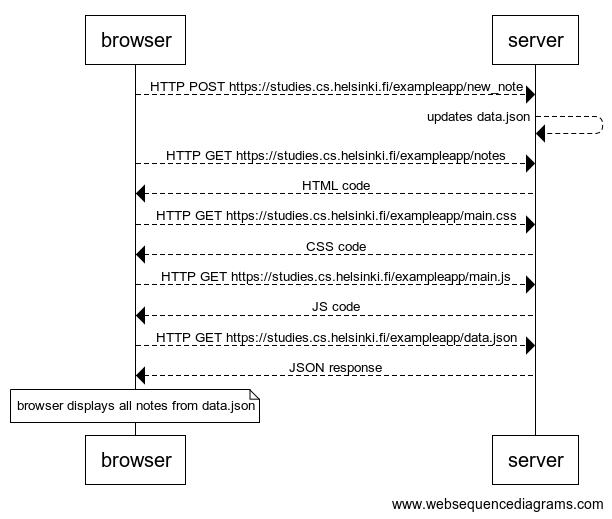 browser server
HTTP POST https://studies.cs.helsinki.fi/exampleapp/new_note
updates data.json
HTTP GET https://studies.cs.helsinki.fi/exampleapp/notes
HTML code
HTTP GET https://studies.cs.helsinki.fi/exampleapp/main.css
CSS code
HTTP GET https://studies.cs.helsinki.fi/exampleapp/main.js
JS code
HTTP GET https://studies.cs.helsinki.fi/exampleapp/data.json
JSON response
browser displays all notes from data.json
browser server
www.websequencediagrams.com